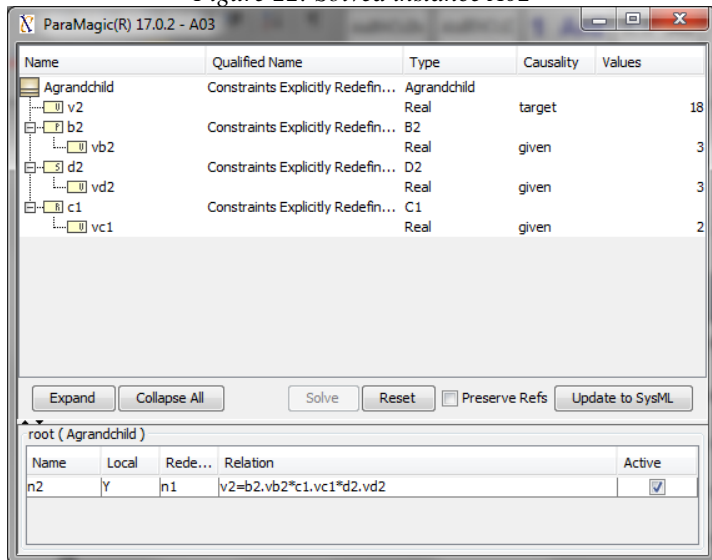 Figure 22: Solved instance A02
ParaMagic(R) 17.0.2 - A03
Name Qualified Name Type Causality Values
Agrandchild Constraints Explicitly Redefin... Agrandchild
v2 Real target 18
b2 Constraints Explicitly Redefin... B2
vb2 Real given 3
d2 Constraints Explicitly Redefin... D2
vd2 Real given 3
c1 Constraints Explicitly Redefin... C1
vc1 Real given 2
Expand Collapse All Solve Reset Preserve Refs Update to SysML
root ( Agrandchild )
Name Local Rede... Relation Active
n2 Y n1 v2=b2.vb2*c1.vc1*d2.vd2